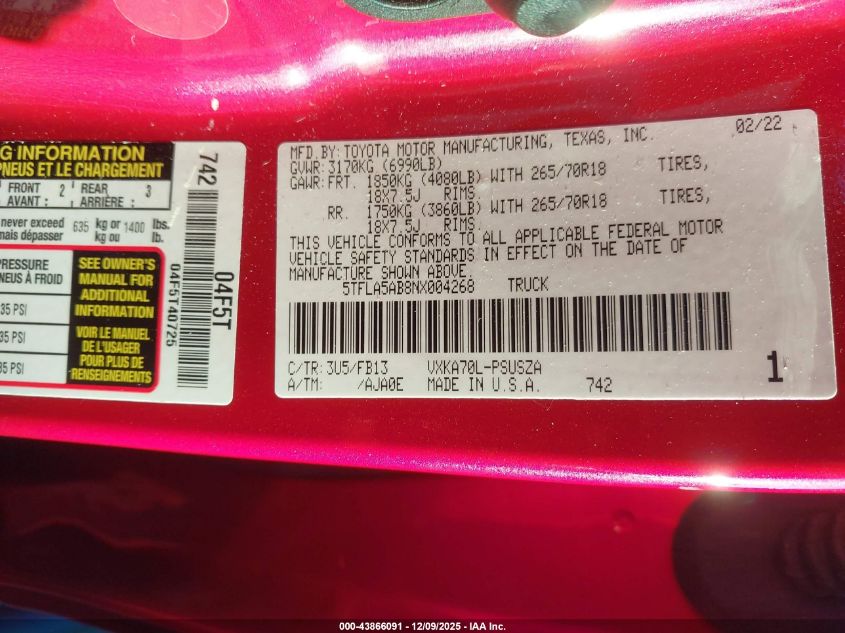 G INFORMATION
PNEUS ET LE CHARGEMENT
FRONT 2 REAR 3
AVANT : ARRIÈRE :
never exceed 635 kg or 1400 lbs.
mais dépasser kg ou lb.
PRESSURE
PNEUS À FROID
35 PSI
35 PSI
35 PSI
SEE OWNER'S
MANUAL FOR
ADDITIONAL
INFORMATION
VOIR LE MANUEL
DE L'USAGER
POUR PLUS DE
RENSEIGNEMENTS
742
04F5T40725
04F5T
MFD.BY:TOYOTA MOTOR MANUFACTURING, TEXAS, INC. 02/22
GVWR:3170KG (6990LB)
GAWR:FRT. 1850KG (4080LB) WITH 265/70R18 TIRES,
18X7.5J RIMS.
RR. 1750KG (3860LB) WITH 265/70R18 TIRES,
18X7.5J RIMS.
THIS VEHICLE CONFORMS TO ALL APPLICABLE FEDERAL MOTOR
VEHICLE SAFETY STANDARDS IN EFFECT ON THE DATE OF
MANUFACTURE SHOWN ABOVE.
5TFLA5AB8NX004268 TRUCK
C/TR:3U5/FB13 VXKA70L-PSUSZA
A/TM: /AJA0E MADE IN U.S.A. 742
1
000-43866091 - 12/09/2025 - IAA Inc.